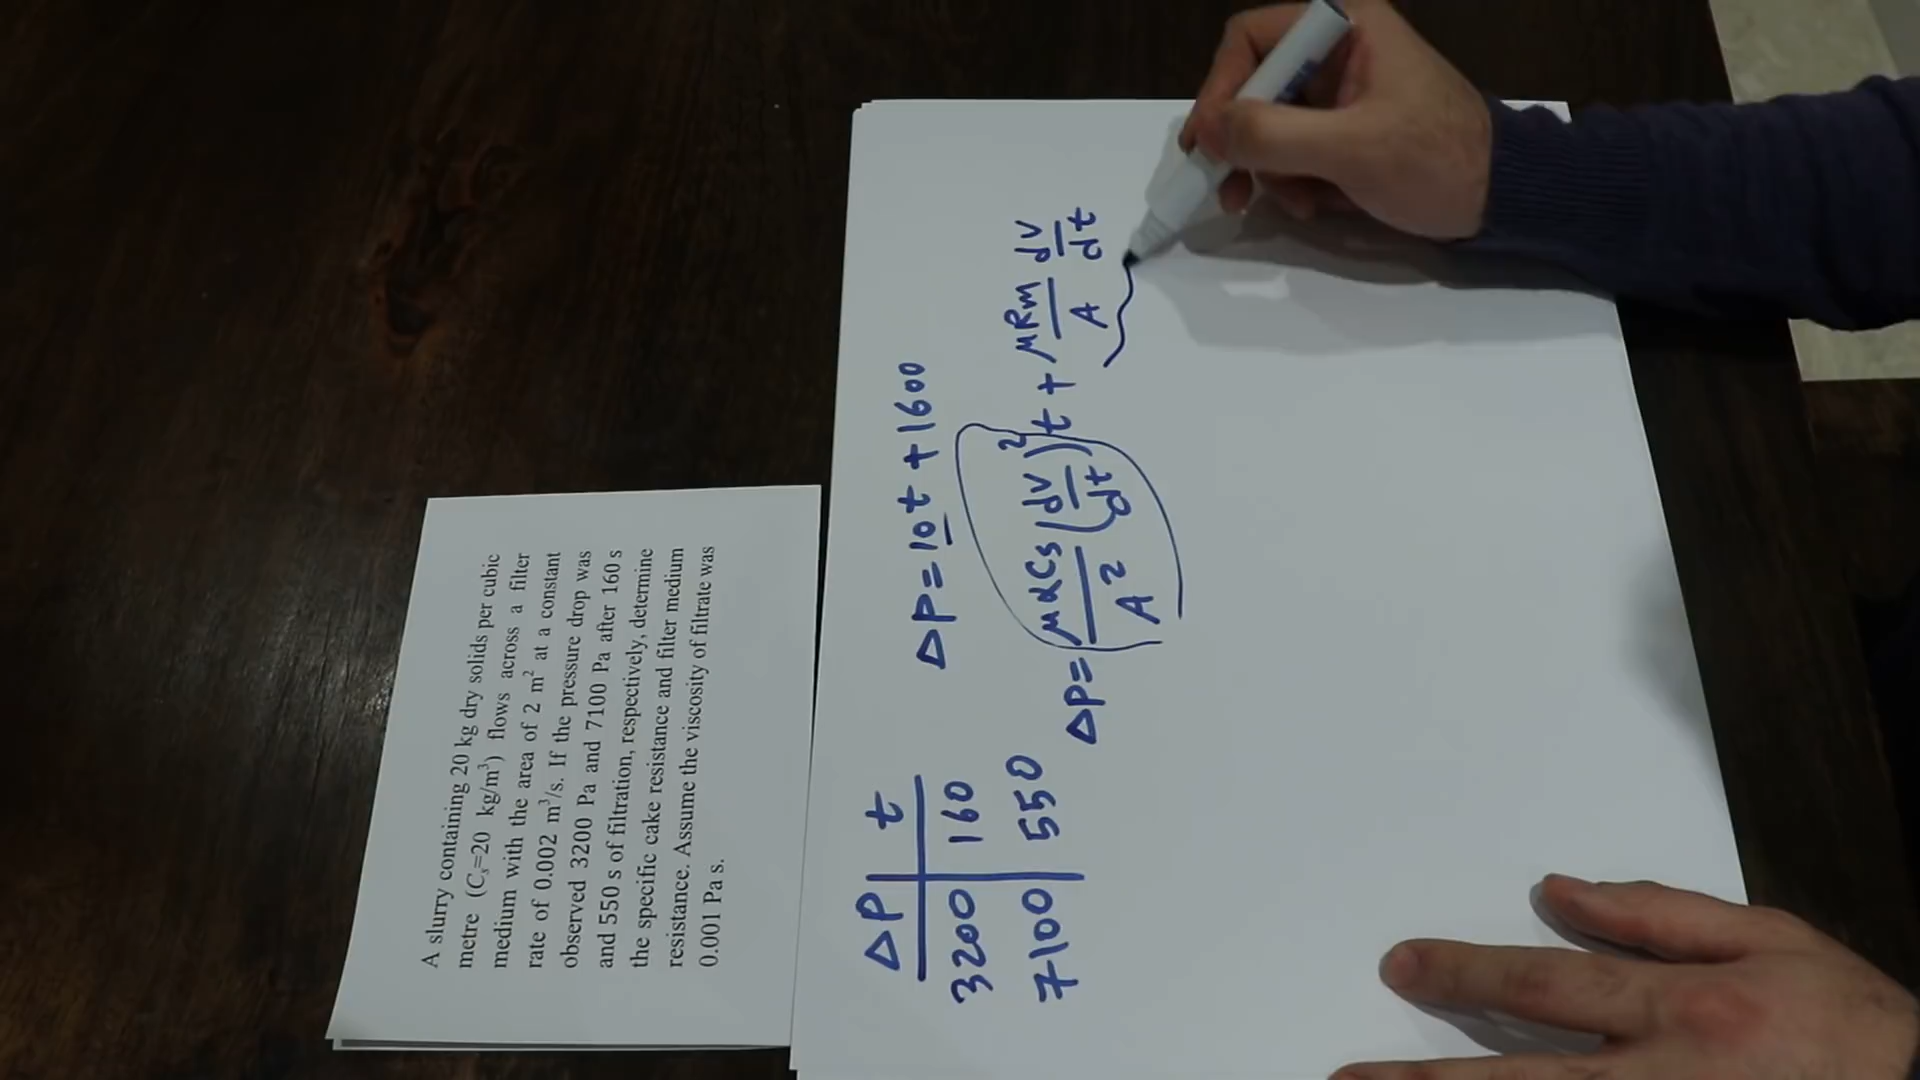 A slurry containing 20 kg dry solids per cubic
metre (Cs=20 kg/m³) flows across a filter
medium with the area of 2 m² at a constant
rate of 0.002 m³/s. If the pressure drop was
observed 3200 Pa and 7100 Pa after 160 s
and 550 s of filtration, respectively, determine
the specific cake resistance and filter medium
resistance. Assume the viscosity of filtrate was
0.001 Pa s.
ΔP | t
3200 | 160
7100 | 550
ΔP = 10t + 1600
ΔP = μαCs/A² (dV/dt)² t + μRm/A dV/dt